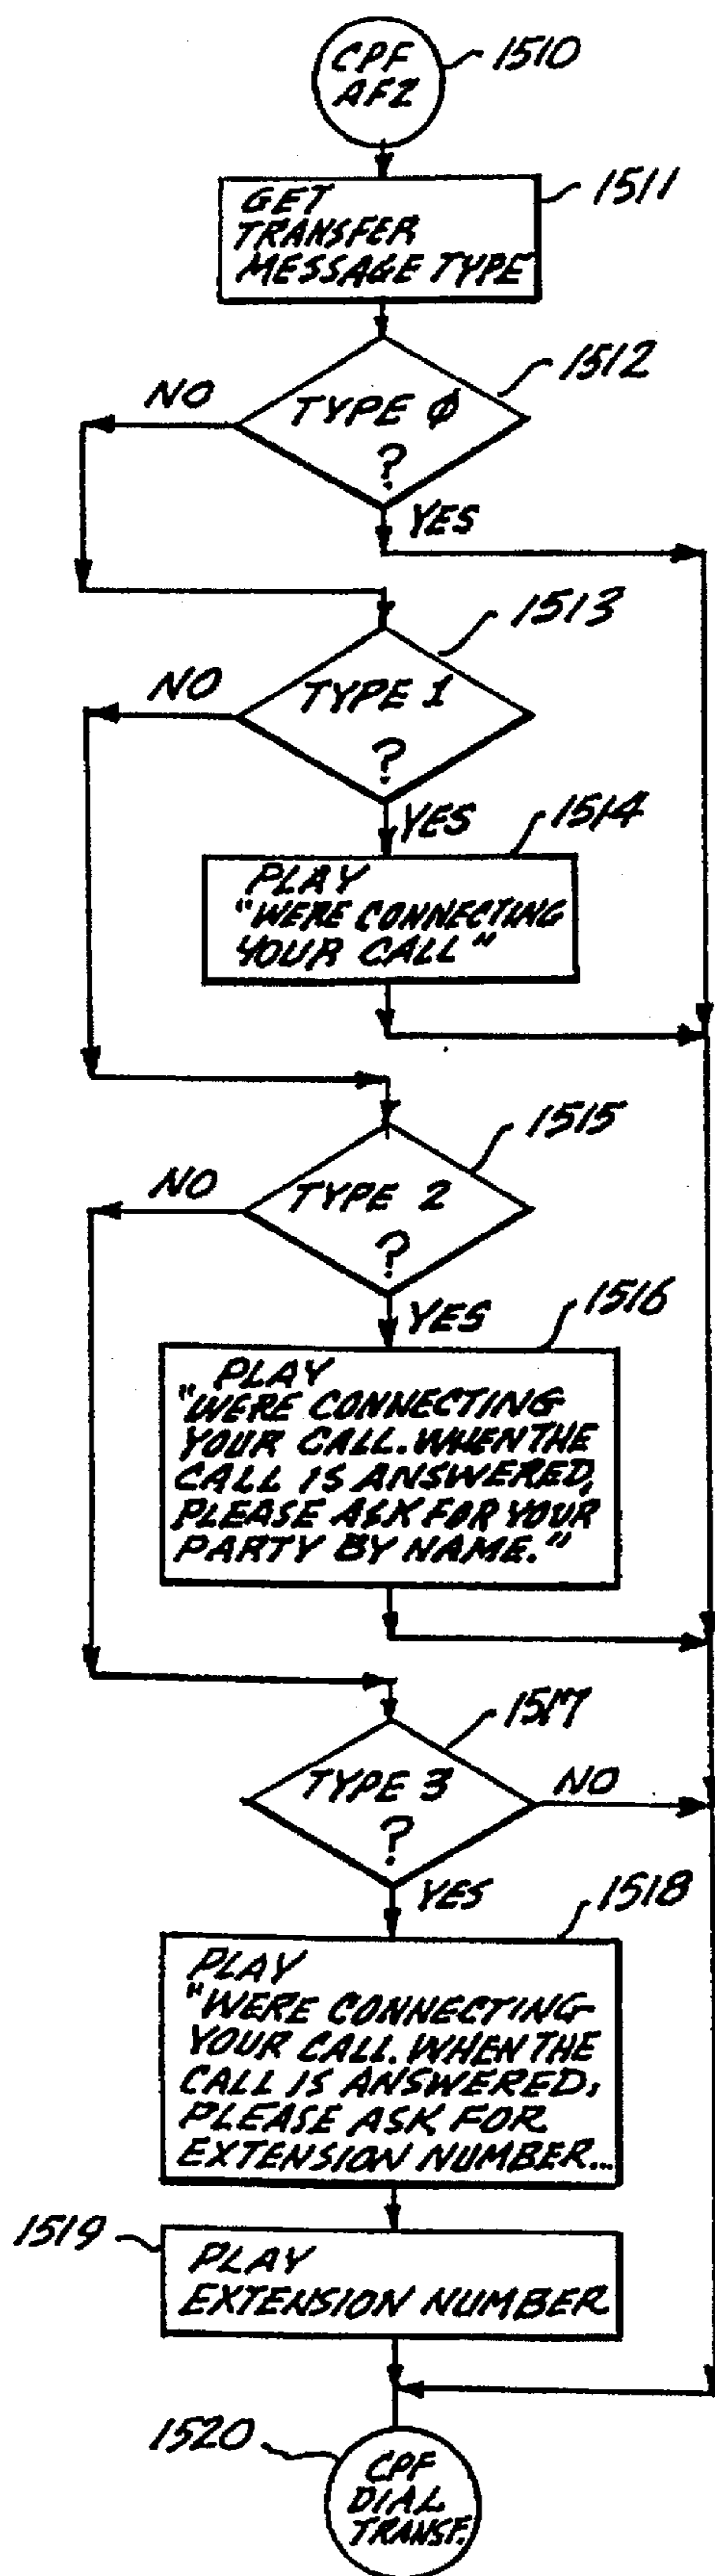 CPF
AFZ
1510
1511
GET
TRANSFER
MESSAGE TYPE
1512
NO
TYPE Ø
?
YES
1513
NO
TYPE 1
?
YES
1514
PLAY
"WERE CONNECTING
YOUR CALL"
1515
NO
TYPE 2
?
YES
1516
PLAY
"WERE CONNECTING
YOUR CALL. WHEN THE
CALL IS ANSWERED,
PLEASE ASK FOR YOUR
PARTY BY NAME."
1517
TYPE 3
NO
?
YES
1518
PLAY
"WERE CONNECTING
YOUR CALL. WHEN THE
CALL IS ANSWERED,
PLEASE ASK FOR
EXTENSION NUMBER...
1519
PLAY
EXTENSION NUMBER
1520
CPF
DIAL
TRANSF.